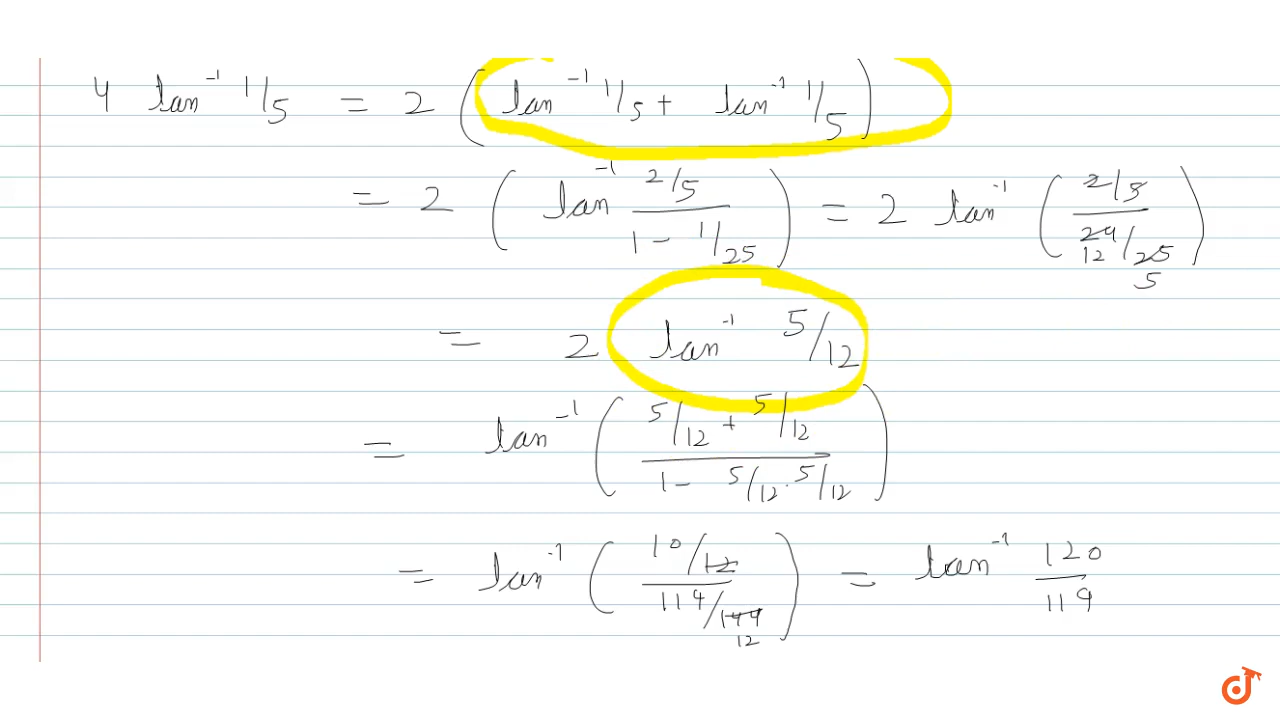 4 tan⁻¹ 1/5 = 2 ( tan⁻¹ 1/5 + tan⁻¹ 1/5 )
= 2 ( tan⁻¹ (2/5)/(1 - 1/25) ) = 2 tan⁻¹ ( (2/5)/(24/25) ) 12 5
= 2 tan⁻¹ 5/12
= tan⁻¹ ( (5/12 + 5/12)/(1 - 5/12 . 5/12) )
= tan⁻¹ ( (10/12)/(119/144) ) = tan⁻¹ 120/119
12